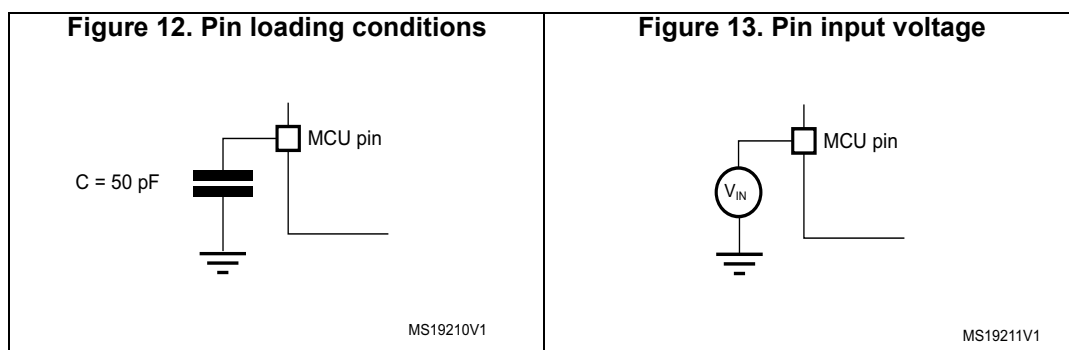 Figure 12. Pin loading conditions
MCU pin
C = 50 pF
MS19210V1
Figure 13. Pin input voltage
MCU pin
VIN
MS19211V1